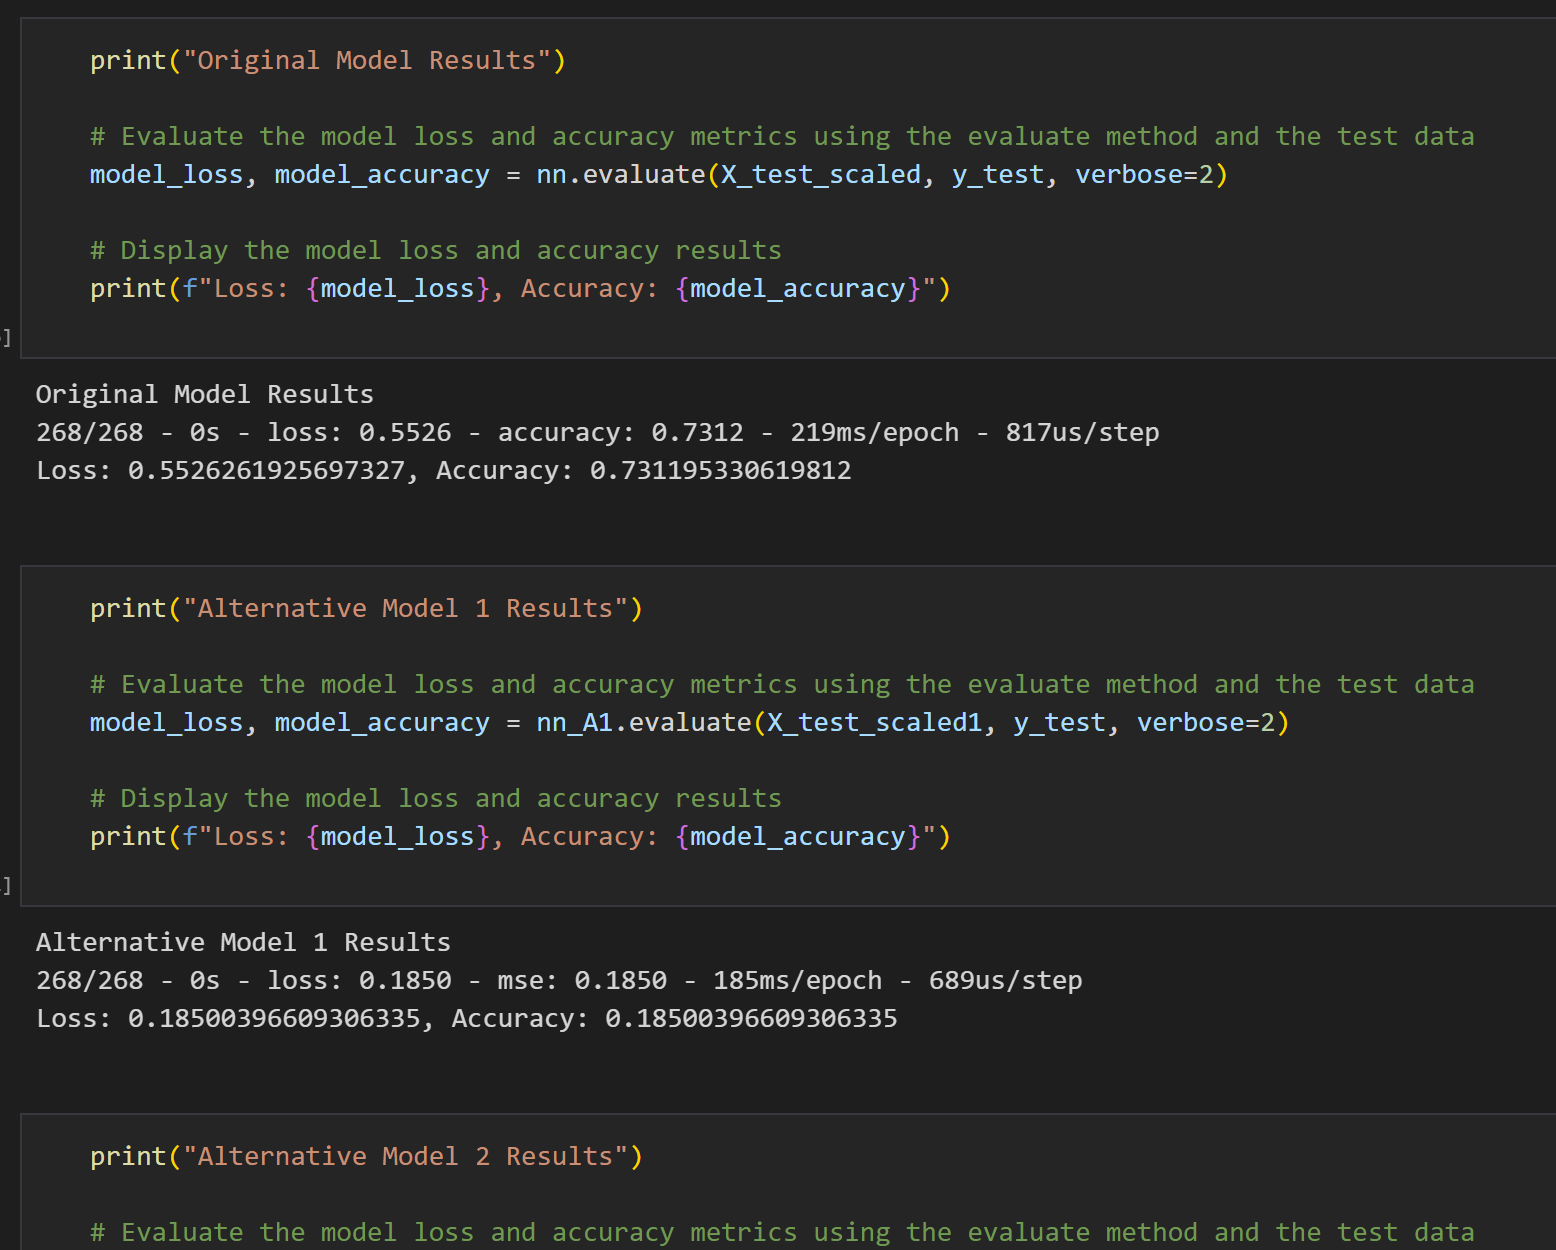 print("Original Model Results")
# Evaluate the model loss and accuracy metrics using the evaluate method and the test data
model_loss, model_accuracy = nn.evaluate(X_test_scaled, y_test, verbose=2)
# Display the model loss and accuracy results
print(f"Loss: {model_loss}, Accuracy: {model_accuracy}")
]
Original Model Results
268/268 - 0s - loss: 0.5526 - accuracy: 0.7312 - 219ms/epoch - 817us/step
Loss: 0.5526261925697327, Accuracy: 0.731195330619812
print("Alternative Model 1 Results")
# Evaluate the model loss and accuracy metrics using the evaluate method and the test data
model_loss, model_accuracy = nn_A1.evaluate(X_test_scaled1, y_test, verbose=2)
# Display the model loss and accuracy results
print(f"Loss: {model_loss}, Accuracy: {model_accuracy}")
]
Alternative Model 1 Results
268/268 - 0s - loss: 0.1850 - mse: 0.1850 - 185ms/epoch - 689us/step
Loss: 0.18500396609306335, Accuracy: 0.18500396609306335
print("Alternative Model 2 Results")
# Evaluate the model loss and accuracy metrics using the evaluate method and the test data